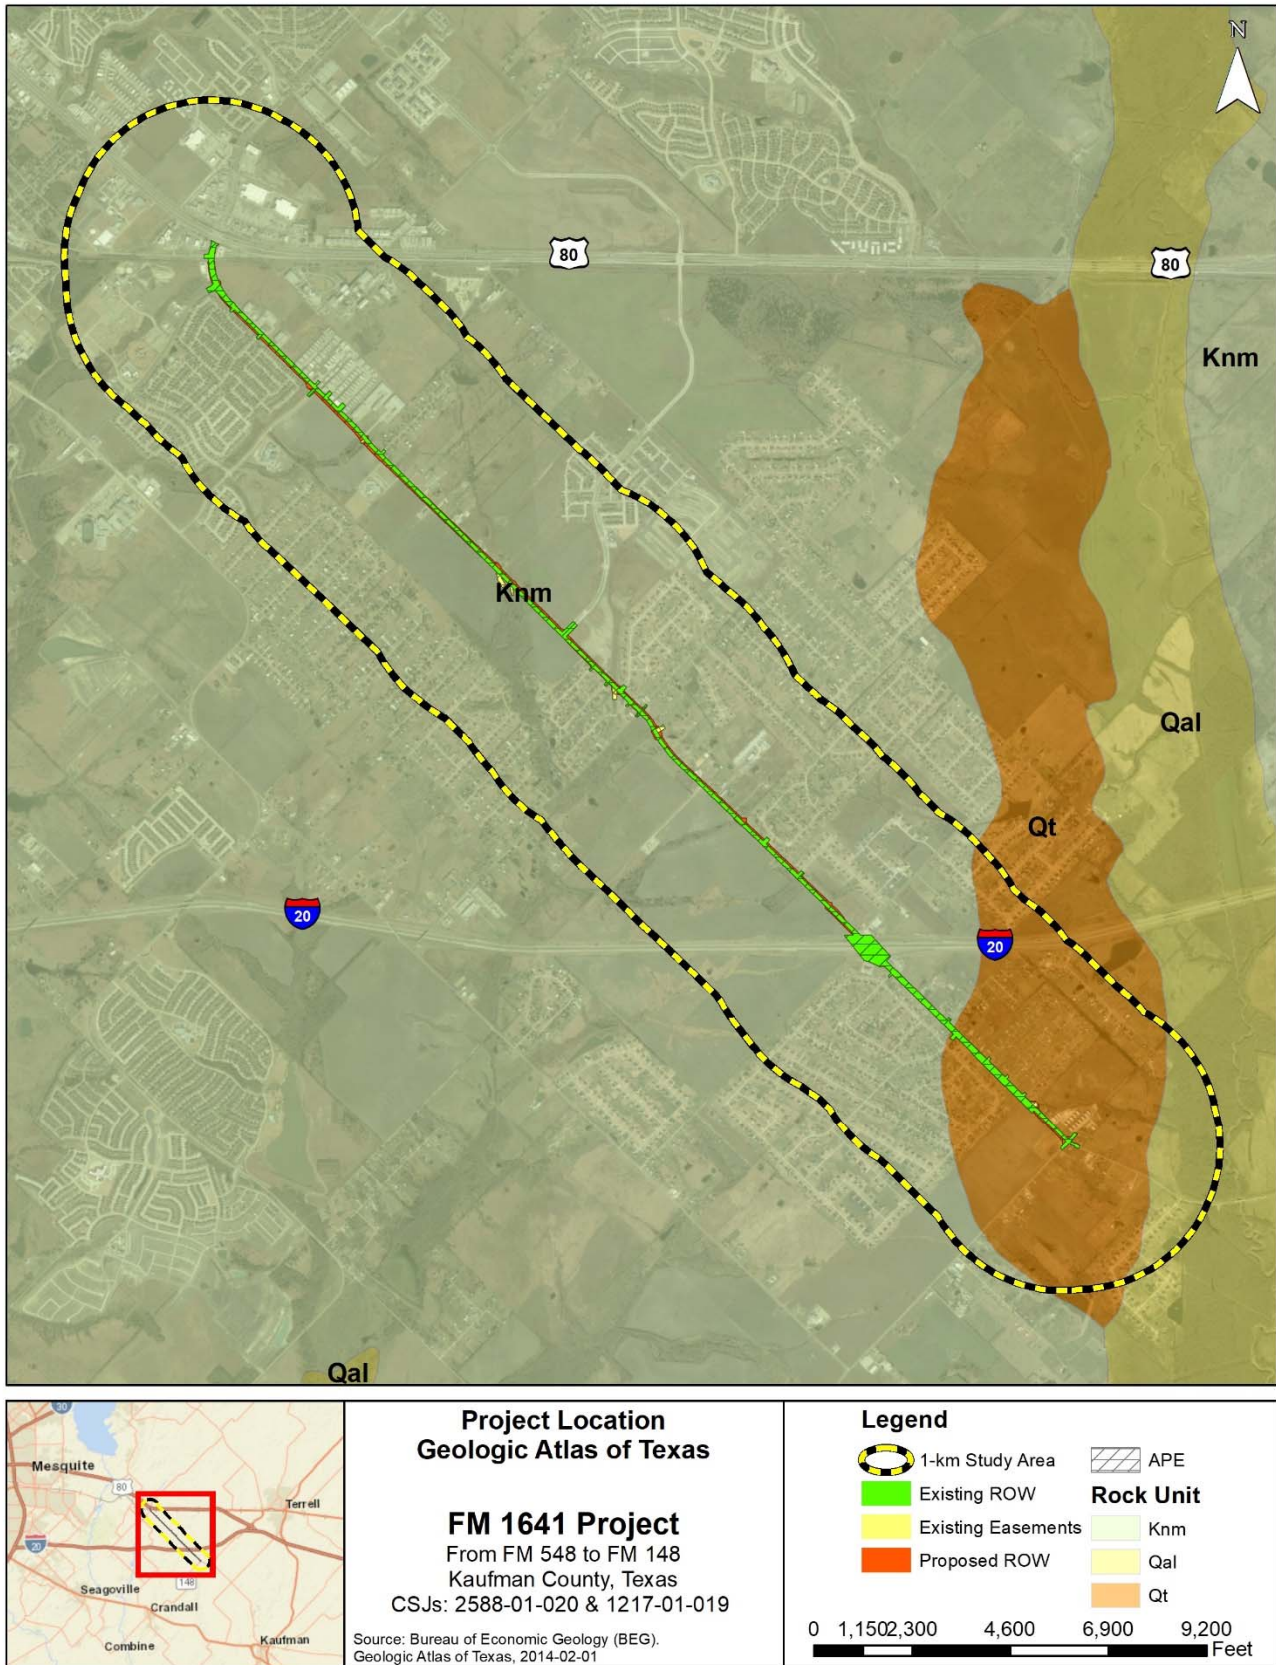 N
80
80
Knm
Knm
Qal
Qt
20
20
Qal
30
Mesquite
80
Terrell
20
148
Seagoville
Crandall
Combine
Kaufman
Project Location
Geologic Atlas of Texas
FM 1641 Project
From FM 548 to FM 148
Kaufman County, Texas
CSJs: 2588-01-020 & 1217-01-019
Source: Bureau of Economic Geology (BEG).
Geologic Atlas of Texas, 2014-02-01
Legend
1-km Study Area
Existing ROW
Existing Easements
Proposed ROW
APE
Rock Unit
Knm
Qal
Qt
0 1,150 2,300 4,600 6,900 9,200
Feet